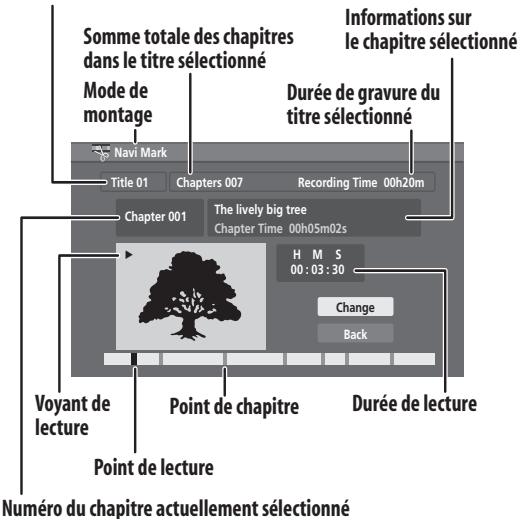 Informations sur
le chapitre sélectionné
Somme totale des chapitres
dans le titre sélectionné
Mode de
montage
Durée de gravure du
titre sélectionné
Navi Mark
Title 01 Chapters 007 Recording Time 00h20m
Chapter 001
The lively big tree
Chapter Time 00h05m02s
H M S
00 : 03 : 30
Change
Back
Voyant de
lecture
Point de chapitre
Durée de lecture
Point de lecture
Numéro du chapitre actuellement sélectionné